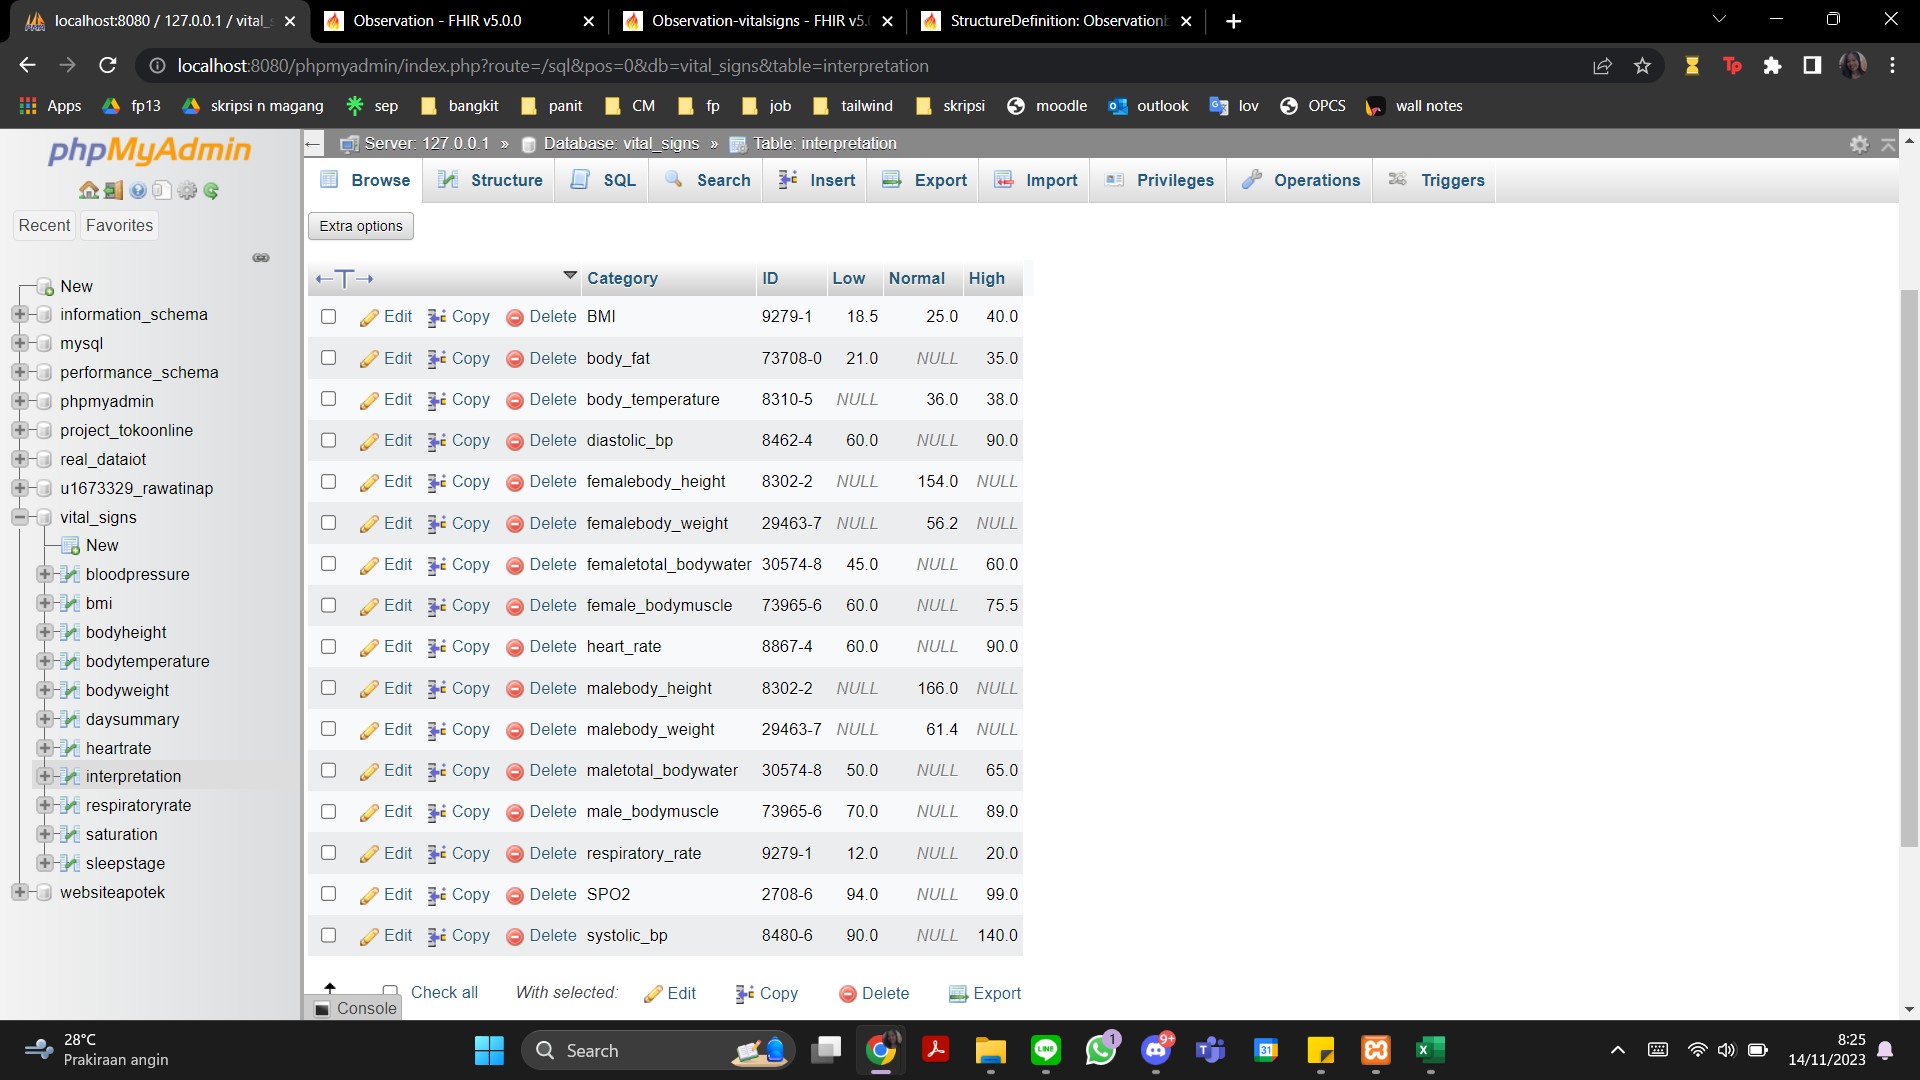 localhost:8080 / 127.0.0.1 / vital_s
Observation - FHIR v5.0.0
Observation-vitalsigns - FHIR v5.0
StructureDefinition: Observationb
localhost:8080/phpmyadmin/index.php?route=/sql&pos=0&db=vital_signs&table=interpretation
Apps fp13 skripsi n magang sep bangkit panit CM fp job tailwind skripsi moodle outlook lov OPCS wall notes
phpMyAdmin
Recent Favorites
New
information_schema
mysql
performance_schema
phpmyadmin
project_tokoonline
real_dataiot
u1673329_rawatinap
vital_signs
New
bloodpressure
bmi
bodyheight
bodytemperature
bodyweight
daysummary
heartrate
interpretation
respiratoryrate
saturation
sleepstage
websiteapotek
Server: 127.0.0.1 » Database: vital_signs » Table: interpretation
Browse Structure SQL Search Insert Export Import Privileges Operations Triggers
Extra options
←T→ Category ID Low Normal High
Edit Copy Delete BMI 9279-1 18.5 25.0 40.0
Edit Copy Delete body_fat 73708-0 21.0 NULL 35.0
Edit Copy Delete body_temperature 8310-5 NULL 36.0 38.0
Edit Copy Delete diastolic_bp 8462-4 60.0 NULL 90.0
Edit Copy Delete femalebody_height 8302-2 NULL 154.0 NULL
Edit Copy Delete femalebody_weight 29463-7 NULL 56.2 NULL
Edit Copy Delete femaletotal_bodywater 30574-8 45.0 NULL 60.0
Edit Copy Delete female_bodymuscle 73965-6 60.0 NULL 75.5
Edit Copy Delete heart_rate 8867-4 60.0 NULL 90.0
Edit Copy Delete malebody_height 8302-2 NULL 166.0 NULL
Edit Copy Delete malebody_weight 29463-7 NULL 61.4 NULL
Edit Copy Delete maletotal_bodywater 30574-8 50.0 NULL 65.0
Edit Copy Delete male_bodymuscle 73965-6 70.0 NULL 89.0
Edit Copy Delete respiratory_rate 9279-1 12.0 NULL 20.0
Edit Copy Delete SPO2 2708-6 94.0 NULL 99.0
Edit Copy Delete systolic_bp 8480-6 90.0 NULL 140.0
Check all With selected: Edit Copy Delete Export
Console
28°C
Prakiraan angin
Search
LINE
1
9+
31
8:25
14/11/2023